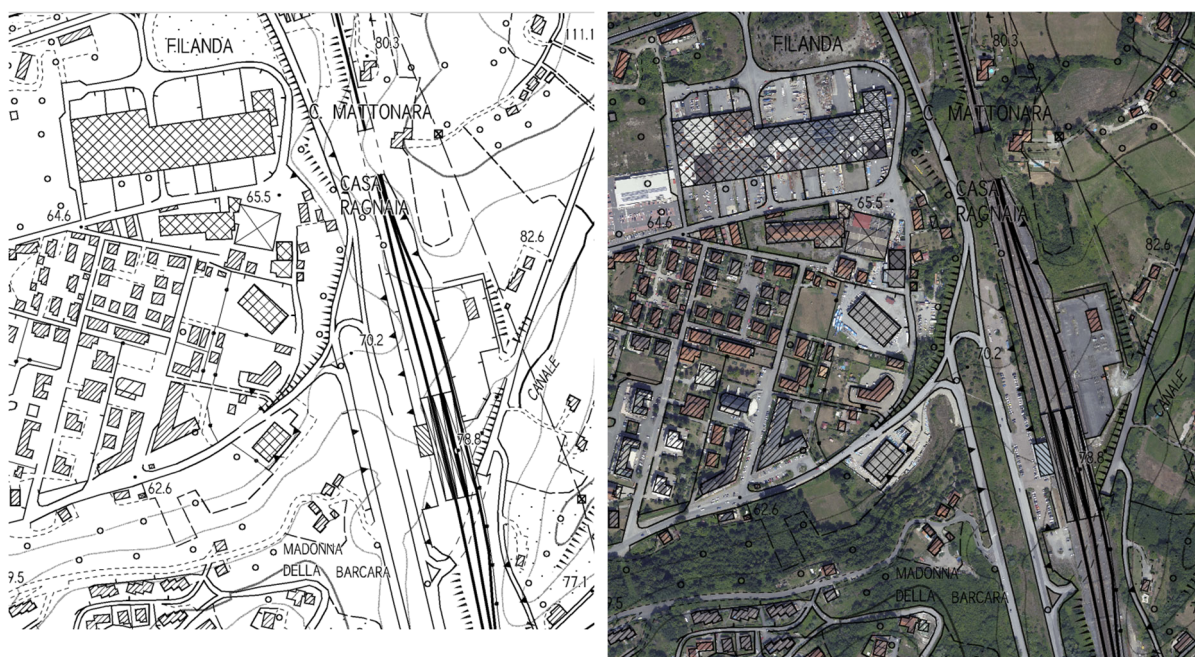 FILANDA
80.3
111.1
C. MATTONARA
CASA
RAGNAIA
65.5
64.6
82.6
70.2
CANALE
78.8
62.6
MADONNA
DELLA BARCARA
9.5
77.1
FILANDA
80.3
C. MATTONARA
CASA
RAGNAIA
65.5
64.6
82.6
70.2
CANALE
78.8
62.6
MADONNA
DELLA BARCARA